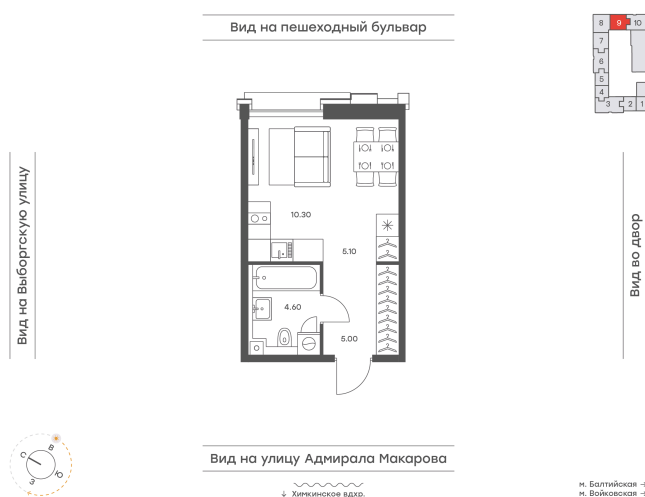 Вид на пешеходный бульвар
8 9 10
7
6
5
4
3 2 1
Вид на Выборгскую улицу
10.30
5.10
4.60
5.00
Вид во двор
С В Ю З
Вид на улицу Адмирала Макарова
↓ Химкинское вдхр.
м. Балтийская
м. Войковская